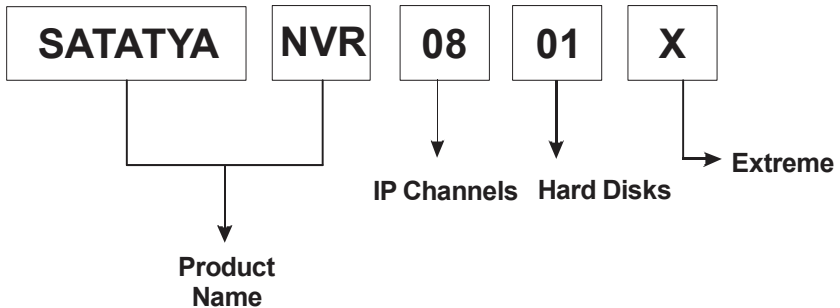 SATATYA NVR 08 01 X
Extreme
IP Channels Hard Disks
Product
Name